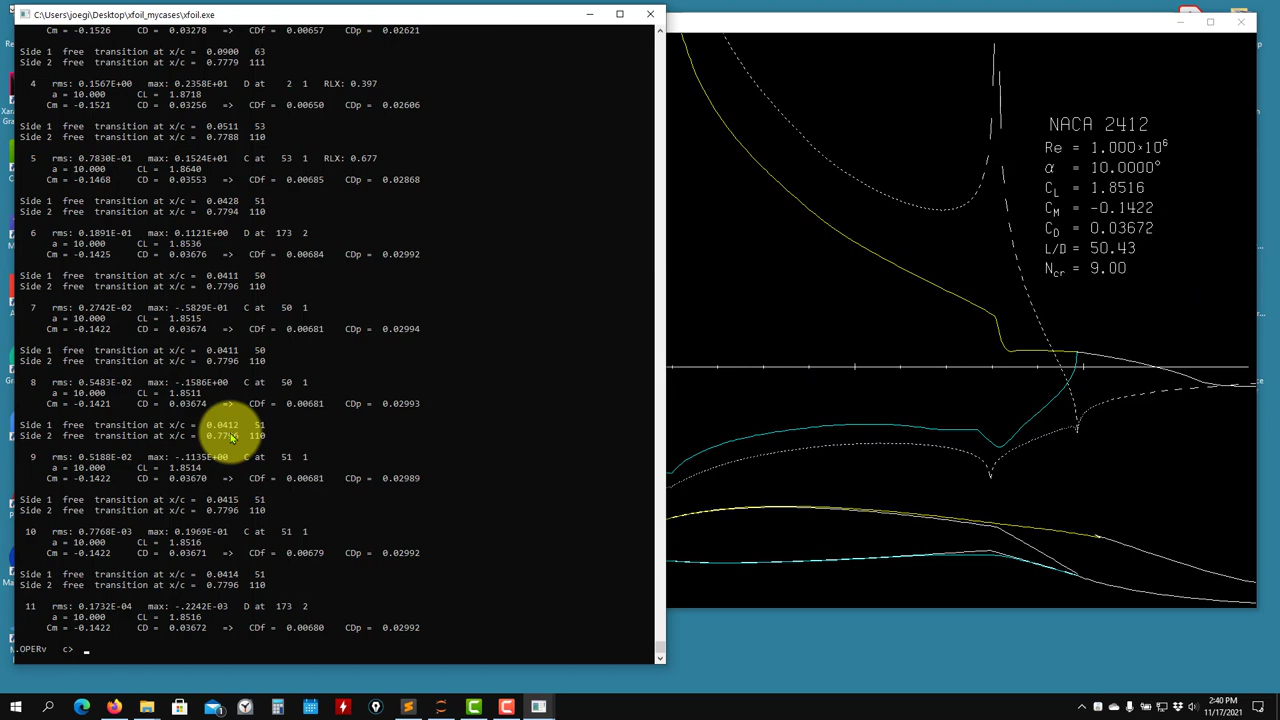 C:\Users\joegi\Desktop\xfoil_mycases\xfoil.exe
Cm = -0.1526 CD = 0.03278 => CDf = 0.00657 CDp = 0.02621
Side 1 free transition at x/c = 0.0900 63
Side 2 free transition at x/c = 0.7779 111
4 rms: 0.1567E+00 max: 0.2358E+01 D at 2 1 RLX: 0.397
a = 10.000 CL = 1.8718
Cm = -0.1521 CD = 0.03256 => CDf = 0.00650 CDp = 0.02606
Side 1 free transition at x/c = 0.0511 53
Side 2 free transition at x/c = 0.7788 110
5 rms: 0.7830E-01 max: 0.1524E+01 C at 53 1 RLX: 0.677
a = 10.000 CL = 1.8640
Cm = -0.1468 CD = 0.03553 => CDf = 0.00685 CDp = 0.02868
Side 1 free transition at x/c = 0.0428 51
Side 2 free transition at x/c = 0.7794 110
6 rms: 0.1891E-01 max: 0.1121E+00 D at 173 2
a = 10.000 CL = 1.8536
Cm = -0.1425 CD = 0.03676 => CDf = 0.00684 CDp = 0.02992
Side 1 free transition at x/c = 0.0411 50
Side 2 free transition at x/c = 0.7796 110
7 rms: 0.2742E-02 max: -.5829E-01 C at 50 1
a = 10.000 CL = 1.8515
Cm = -0.1422 CD = 0.03674 => CDf = 0.00681 CDp = 0.02994
Side 1 free transition at x/c = 0.0411 50
Side 2 free transition at x/c = 0.7796 110
8 rms: 0.5483E-02 max: -.1586E+00 C at 50 1
a = 10.000 CL = 1.8511
Cm = -0.1421 CD = 0.03674 => CDf = 0.00681 CDp = 0.02993
Side 1 free transition at x/c = 0.0412 51
Side 2 free transition at x/c = 110
9 rms: 0.5188E-02 max: -.1135E+00 C at 51 1
a = 10.000 CL = 1.8514
Cm = -0.1422 CD = 0.03670 => CDf = 0.00681 CDp = 0.02989
Side 1 free transition at x/c = 0.0415 51
Side 2 free transition at x/c = 0.7796 110
10 rms: 0.7768E-03 max: 0.1969E-01 C at 51 1
a = 10.000 CL = 1.8516
Cm = -0.1422 CD = 0.03671 => CDf = 0.00679 CDp = 0.02992
Side 1 free transition at x/c = 0.0414 51
Side 2 free transition at x/c = 0.7796 110
11 rms: 0.1732E-04 max: -.2242E-03 D at 173 2
a = 10.000 CL = 1.8516
Cm = -0.1422 CD = 0.03672 => CDf = 0.00680 CDp = 0.02992
.OPERv c>
NACA 2412
Re = 1.000×10⁶
α = 10.0000°
CL = 1.8516
CM = -0.1422
CD = 0.03672
L/D = 50.43
Ncr = 9.00
2:40 PM
11/17/2021